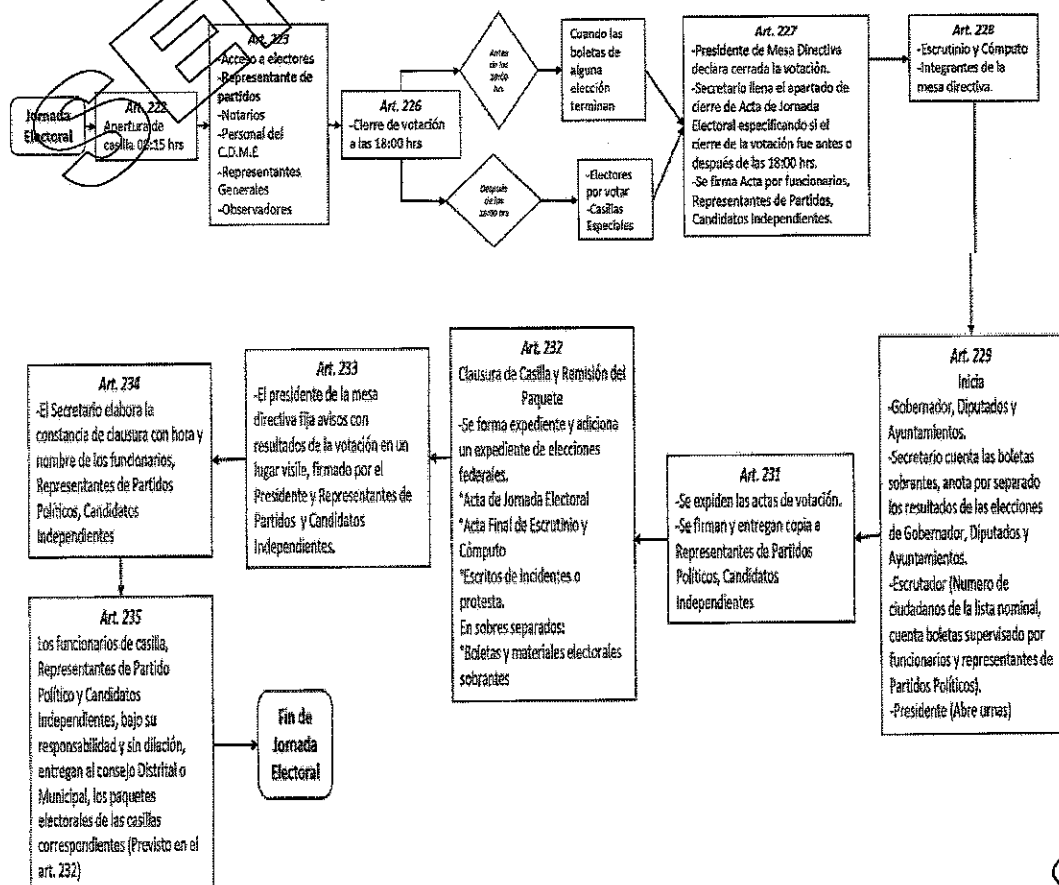 Jornada
Electoral
Art. 222
Apertura de
casilla 08:15 hrs
Art. 223
-Acceso a electores
-Representante de
partidos
-Notarios
-Personal del
C.D.M.E
-Representantes
Generales
-Observadores
Art. 226
- Cierre de votación
a las 18:00 hrs
Antes
de las
18:00
hrs
Cuando las
boletas de
alguna
elección
terminan
Después
de las
18:00 hrs
-Electores
por votar
-Casillas
Especiales
Art. 227
-Presidente de Mesa Directiva
declara cerrada la votación.
-Secretario llena el apartado de
cierre de Acta de Jornada
Electoral especificando si el
cierre de la votación fue antes o
después de las 18:00 hrs.
-Se firma Acta por funcionarios,
Representantes de Partidos,
Candidatos Independientes.
Art. 228
-Escrutinio y Cómputo
-Integrantes de la
mesa directiva.
Art. 229
Inicia
-Gobernador, Diputados y
Ayuntamientos.
-Secretario cuenta las boletas
sobrantes, anota por separado
los resultados de las elecciones
de Gobernador, Diputados y
Ayuntamientos.
-Escrutador (Numero de
ciudadanos de la lista nominal,
cuenta boletas supervisado por
funcionarios y representantes de
Partidos Políticos).
-Presidente (Abre urnas)
Art. 231
-Se expiden las actas de votación.
-Se firman y entregan copia a
Representantes de Partidos
Políticos, Candidatos
Independientes
Art. 232
Clausura de Casilla y Remisión del
Paquete
-Se forma expediente y adiciona
un expediente de elecciones
federales.
*Acta de Jornada Electoral
*Acta Final de Escrutinio y
Cómputo
*Escritos de Incidentes o
protesta.
En sobres separados:
*Boletas y materiales electorales
sobrantes
Art. 233
-El presidente de la mesa
directiva fija avisos con
resultados de la votación en un
lugar visile, firmado por el
Presidente y Representantes de
Partidos y Candidatos
Independientes.
Art. 234
-El Secretario elabora la
constancia de clausura con hora y
nombre de los funcionarios,
Representantes de Partidos
Políticos, Candidatos
Independientes
Art. 235
Los funcionarios de casilla,
Representantes de Partido
Político y Candidatos
Independientes, bajo su
responsabilidad y sin dilación,
entregan al consejo Distrital o
Municipal, los paquetes
electorales de las casillas
correspondientes (Previsto en el
art. 232)
Fin de
Jornada
Electoral